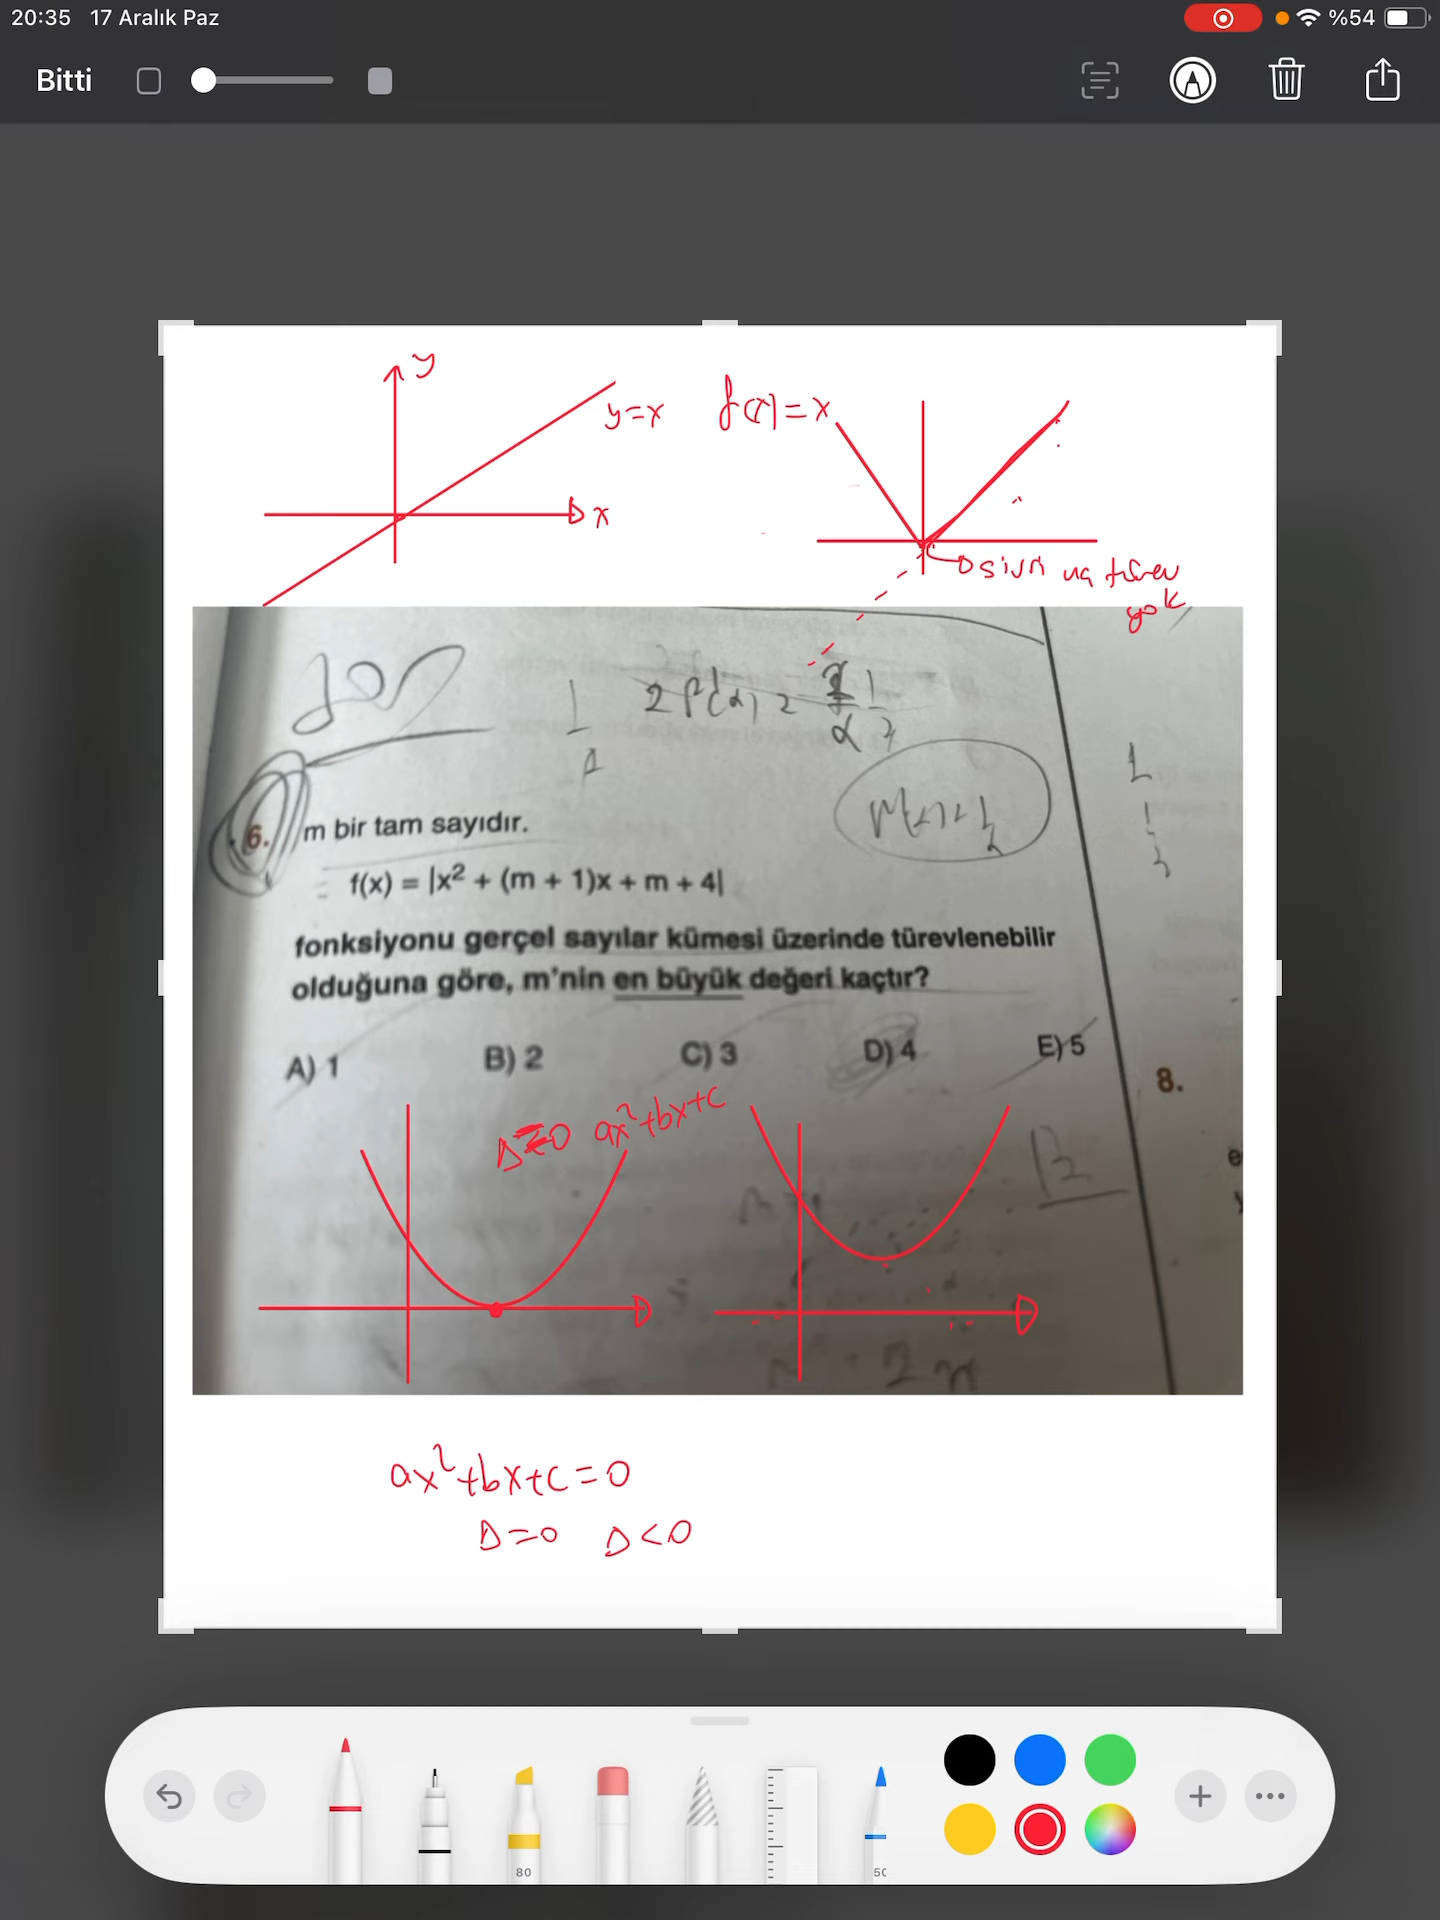 20:35 17 Aralık Paz
%54
Bitti
y
y=x
x
f(x)=x
sivri uç türev
yok
6. m bir tam sayıdır.
f(x) = |x² + (m + 1)x + m + 4|
fonksiyonu gerçel sayılar kümesi üzerinde türevlenebilir
olduğuna göre, m'nin en büyük değeri kaçtır?
A) 1 B) 2 C) 3 D) 4 E) 5
8.
ax²+bx+c
ax²+bx+c=0
Δ=0 Δ<0
80
50